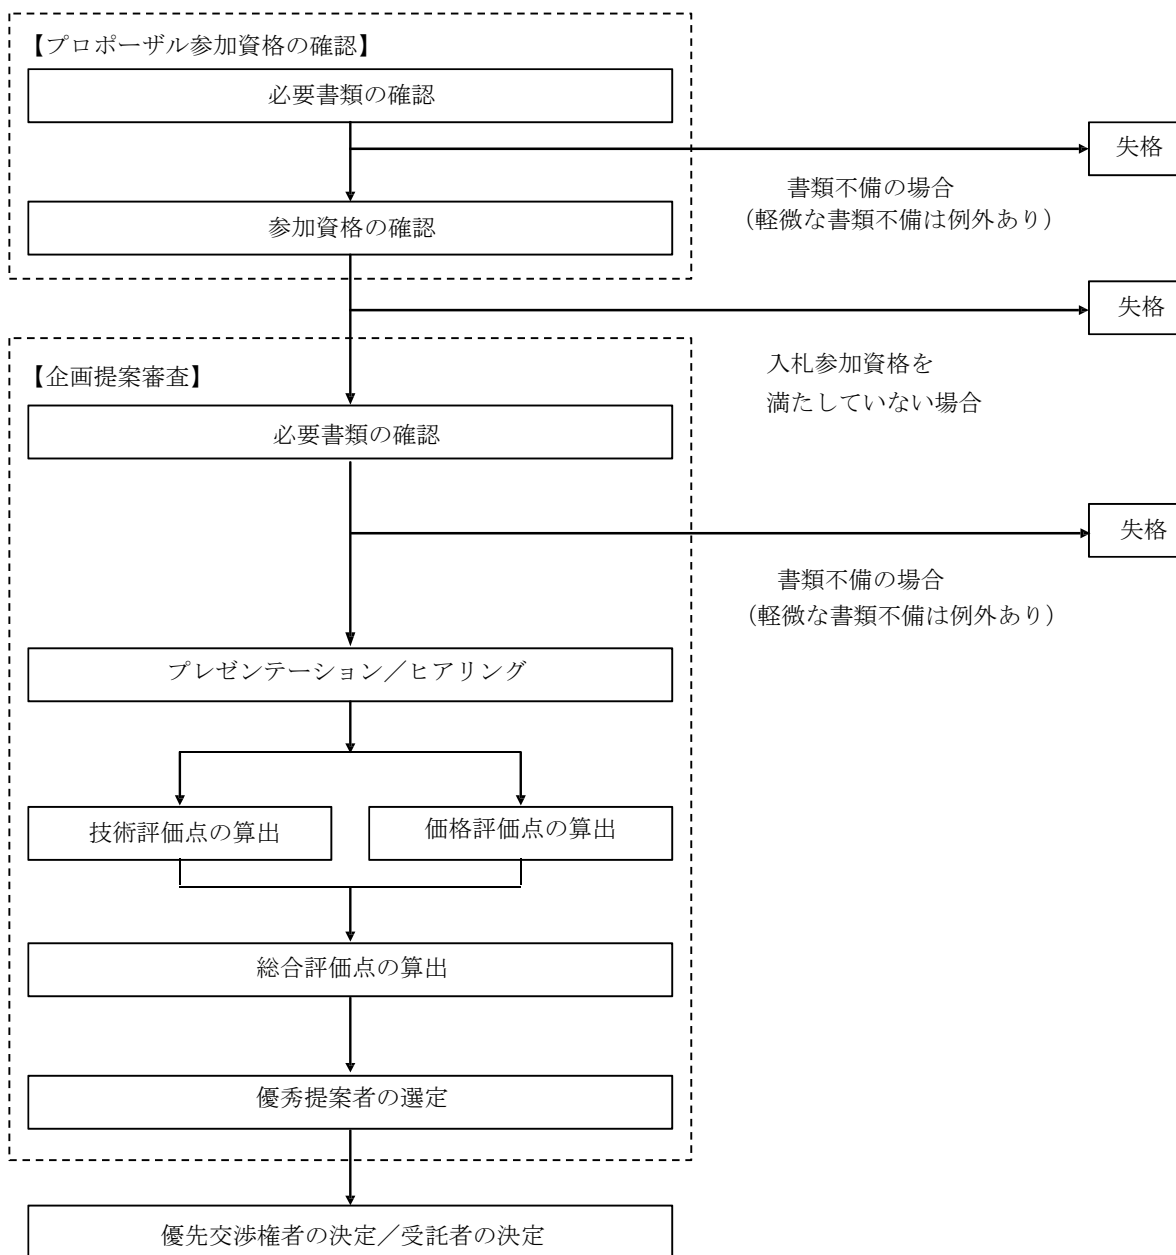 【プロポーザル参加資格の確認】
必要書類の確認
失格
書類不備の場合
（軽微な書類不備は例外あり）
参加資格の確認
失格
入札参加資格を
満たしていない場合
【企画提案審査】
必要書類の確認
失格
書類不備の場合
（軽微な書類不備は例外あり）
プレゼンテーション／ヒアリング
技術評価点の算出
価格評価点の算出
総合評価点の算出
優秀提案者の選定
優先交渉権者の決定／受託者の決定